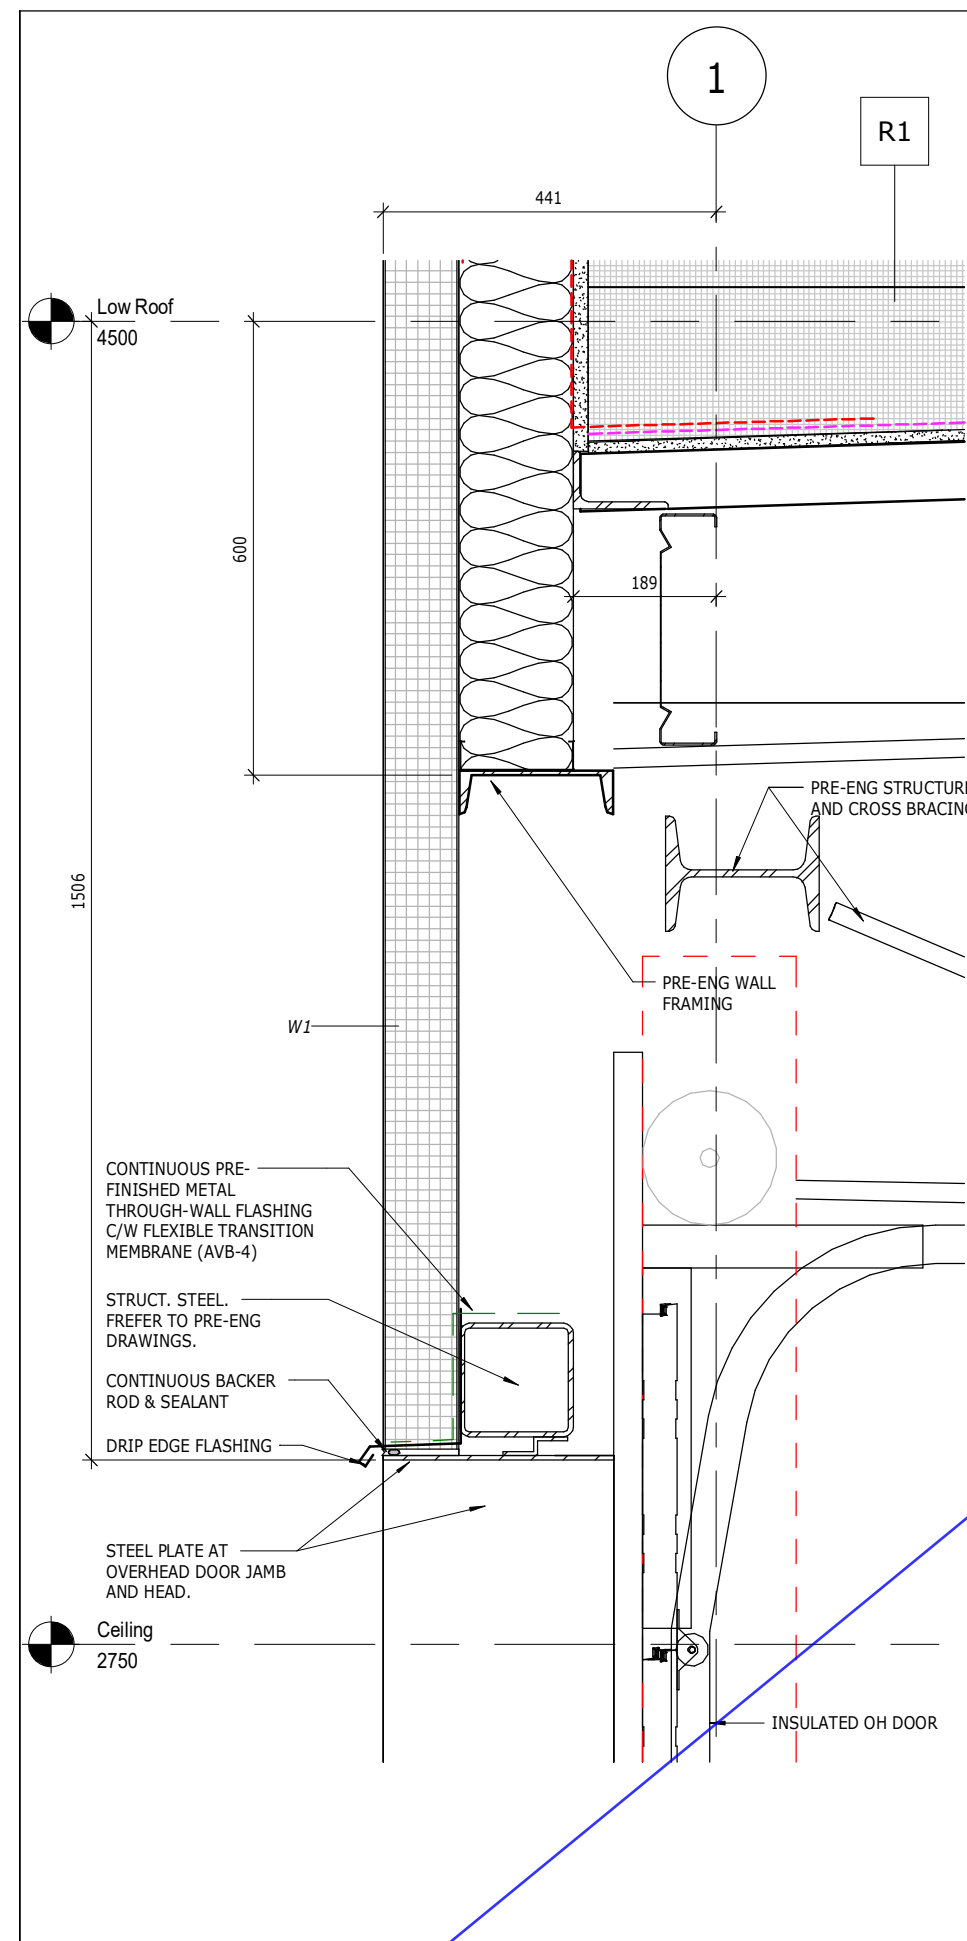 1
R1
441
Low Roof
4500
600
189
PRE-ENG STRUCTURE
AND CROSS BRACING
1506
PRE-ENG WALL
FRAMING
W1
CONTINUOUS PRE-
FINISHED METAL
THROUGH-WALL FLASHING
C/W FLEXIBLE TRANSITION
MEMBRANE (AVB-4)
STRUCT. STEEL.
FREFER TO PRE-ENG
DRAWINGS.
CONTINUOUS BACKER
ROD & SEALANT
DRIP EDGE FLASHING
STEEL PLATE AT
OVERHEAD DOOR JAMB
AND HEAD.
Ceiling
2750
INSULATED OH DOOR